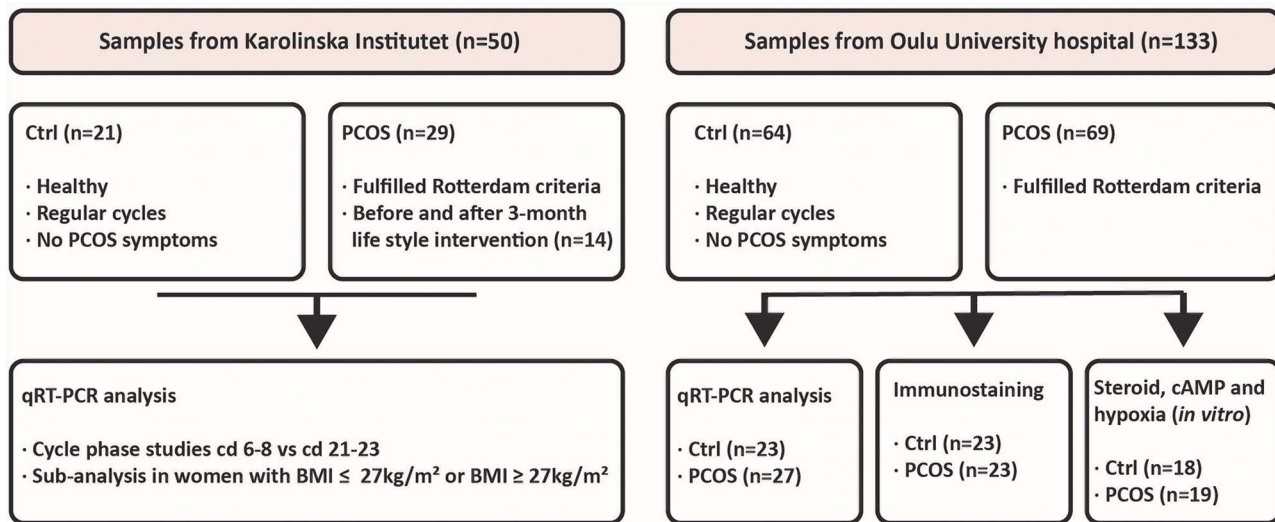 Samples from Karolinska Institutet (n=50)
Samples from Oulu University hospital (n=133)
Ctrl (n=21)
· Healthy
· Regular cycles
· No PCOS symptoms
PCOS (n=29)
· Fulfilled Rotterdam criteria
· Before and after 3-month
life style intervention (n=14)
Ctrl (n=64)
· Healthy
· Regular cycles
· No PCOS symptoms
PCOS (n=69)
· Fulfilled Rotterdam criteria
qRT-PCR analysis
· Cycle phase studies cd 6-8 vs cd 21-23
· Sub-analysis in women with BMI ≤ 27kg/m² or BMI ≥ 27kg/m²
qRT-PCR analysis
· Ctrl (n=23)
· PCOS (n=27)
Immunostaining
· Ctrl (n=23)
· PCOS (n=23)
Steroid, cAMP and
hypoxia (in vitro)
· Ctrl (n=18)
· PCOS (n=19)